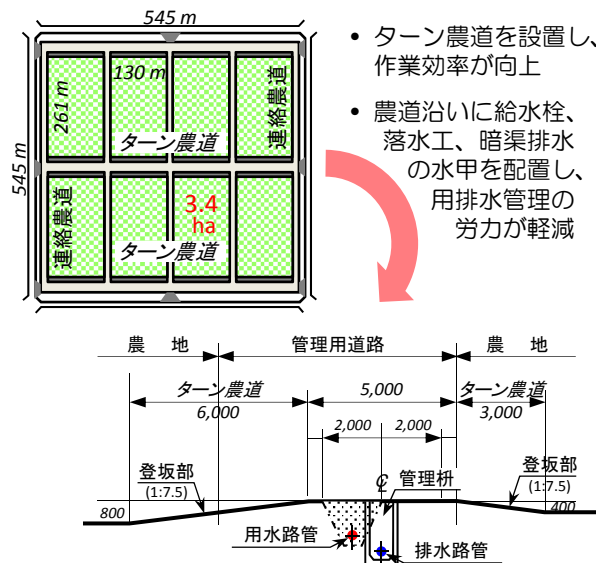 545 m
545 m
261 m
130 m
連絡農道
ターン農道
連絡農道
3.4
ha
ターン農道
• ターン農道を設置し、
作業効率が向上
• 農道沿いに給水栓、
落水工、暗渠排水
の水甲を配置し、
用排水管理の
労力が軽減
農 地
管理用道路
農 地
ターン農道
6,000
5,000
ターン農道
3,000
2,000
2,000
登坂部
(1:7.5)
℄
管理枡
登坂部
(1:7.5)
800
400
用水路管
排水路管